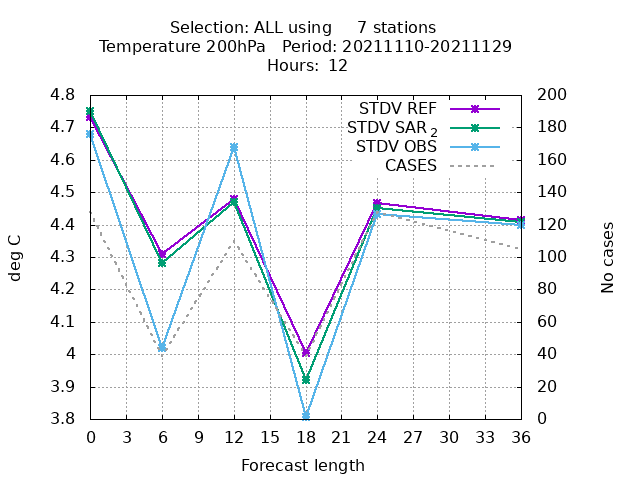 Selection: ALL using     7 stations
Temperature 200hPa   Period: 20211110-20211129
Hours: 12
STDV REF
STDV SAR 2
STDV OBS
CASES
deg C
4.8
4.7
4.6
4.5
4.4
4.3
4.2
4.1
4
3.9
3.8
200
180
160
140
120
100
80
60
40
20
0
No cases
0 3 6 9 12 15 18 21 24 27 30 33 36
Forecast length